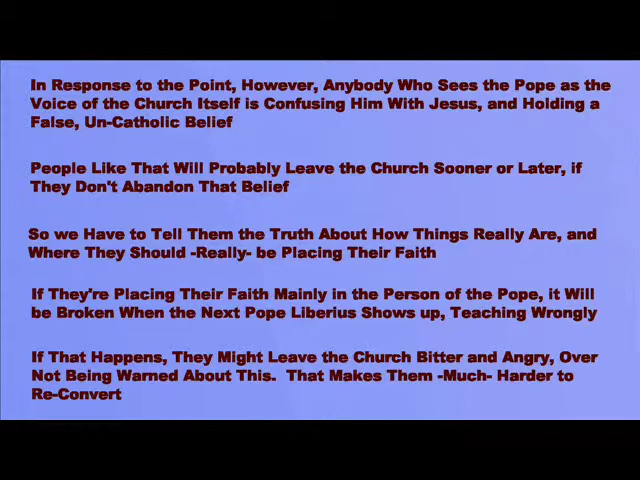 In Response to the Point, However, Anybody Who Sees the Pope as the
Voice of the Church Itself is Confusing Him With Jesus, and Holding a
False, Un-Catholic Belief
People Like That Will Probably Leave the Church Sooner or Later, if
They Don't Abandon That Belief
So we Have to Tell Them the Truth About How Things Really Are, and
Where They Should -Really- be Placing Their Faith
If They're Placing Their Faith Mainly in the Person of the Pope, it Will
be Broken When the Next Pope Liberius Shows up, Teaching Wrongly
If That Happens, They Might Leave the Church Bitter and Angry, Over
Not Being Warned About This.  That Makes Them -Much- Harder to
Re-Convert